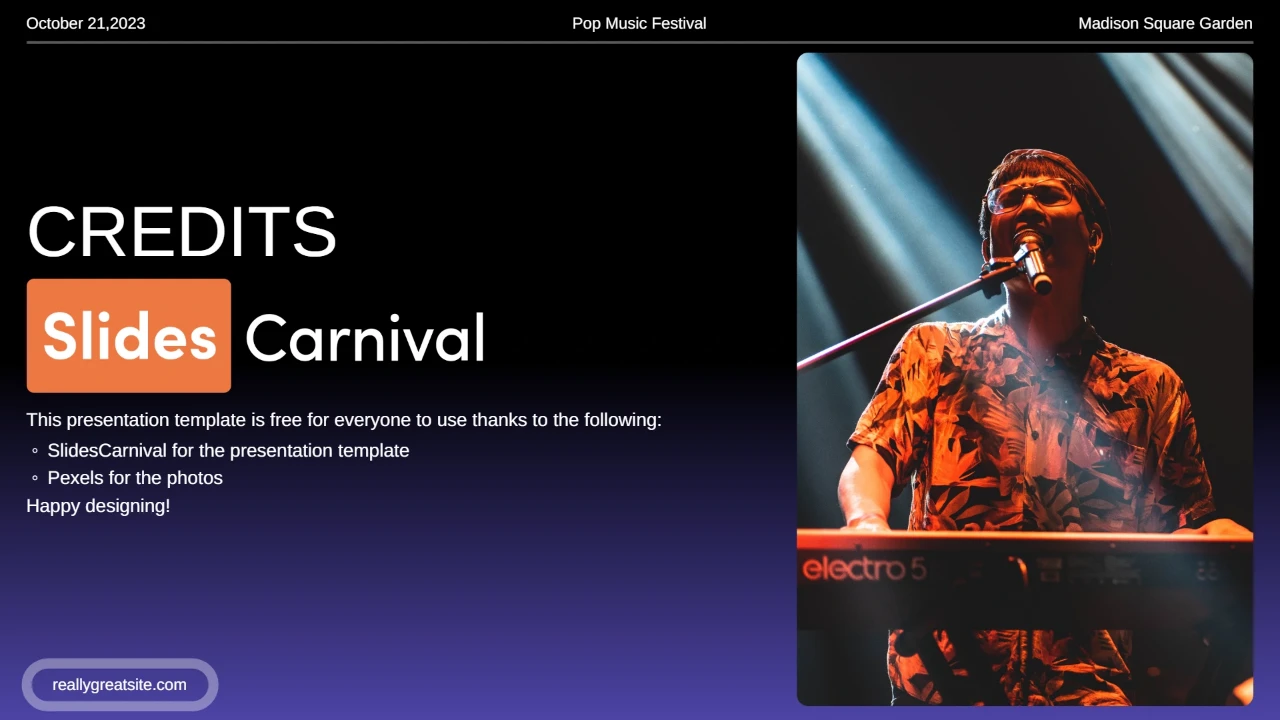 October 21,2023
Pop Music Festival
Madison Square Garden
CREDITS
Slides Carnival
This presentation template is free for everyone to use thanks to the following:
◦ SlidesCarnival for the presentation template
◦ Pexels for the photos
Happy designing!
electro 5
reallygreatsite.com